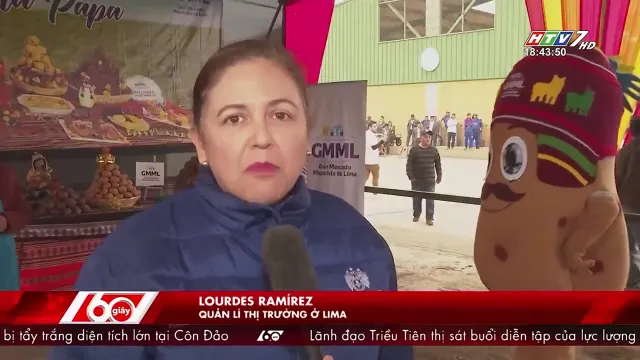 la Papa
HTV7 HD
18:43:50
GMML
GMML
Gran Mercado
Mayorista de Lima
60 giây
LOURDES RAMÍREZ
QUẢN LÍ THỊ TRƯỜNG Ở LIMA
bị tẩy trắng diện tích lớn tại Côn Đảo 60 Lãnh đạo Triều Tiên thị sát buổi diễn tập của lực lượng